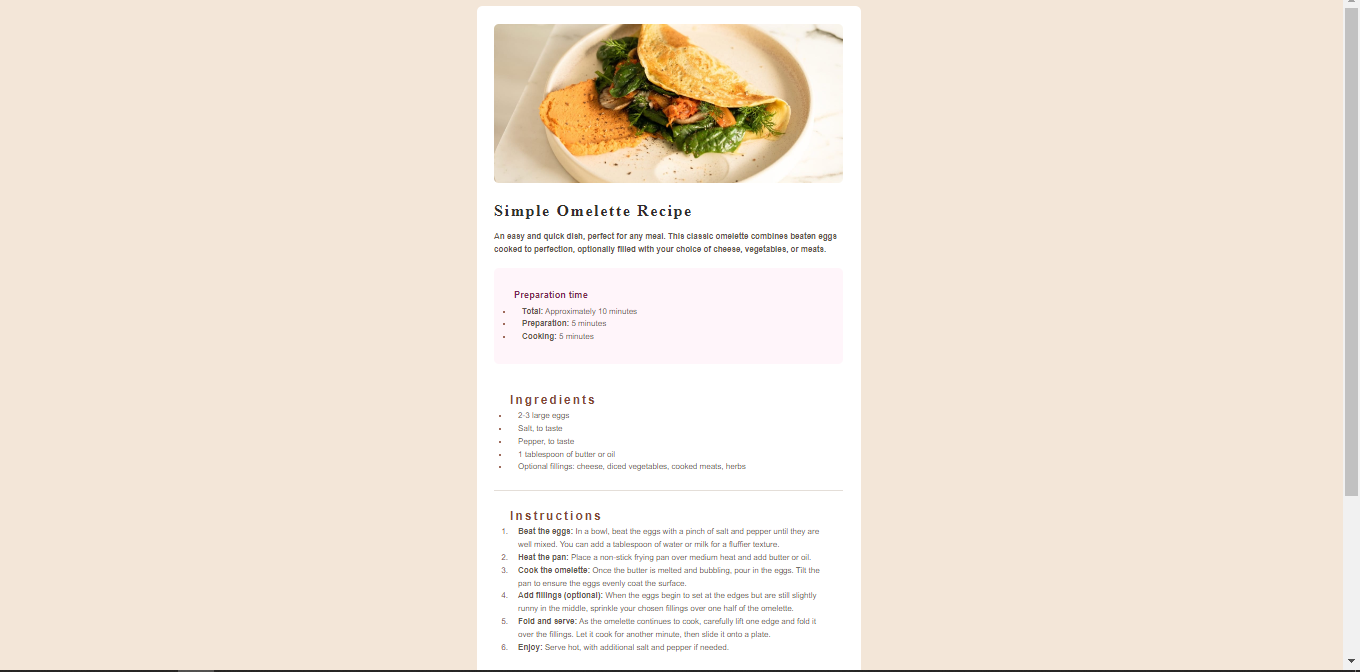 Simple Omelette Recipe
An easy and quick dish, perfect for any meal. This classic omelette combines beaten eggs
cooked to perfection, optionally filled with your choice of cheese, vegetables, or meats.
Preparation time
• Total: Approximately 10 minutes
• Preparation: 5 minutes
• Cooking: 5 minutes
Ingredients
• 2-3 large eggs
• Salt, to taste
• Pepper, to taste
• 1 tablespoon of butter or oil
• Optional fillings: cheese, diced vegetables, cooked meats, herbs
Instructions
1. Beat the eggs: In a bowl, beat the eggs with a pinch of salt and pepper until they are
well mixed. You can add a tablespoon of water or milk for a fluffier texture.
2. Heat the pan: Place a non-stick frying pan over medium heat and add butter or oil.
3. Cook the omelette: Once the butter is melted and bubbling, pour in the eggs. Tilt the
pan to ensure the eggs evenly coat the surface.
4. Add fillings (optional): When the eggs begin to set at the edges but are still slightly
runny in the middle, sprinkle your chosen fillings over one half of the omelette.
5. Fold and serve: As the omelette continues to cook, carefully lift one edge and fold it
over the fillings. Let it cook for another minute, then slide it onto a plate.
6. Enjoy: Serve hot, with additional salt and pepper if needed.